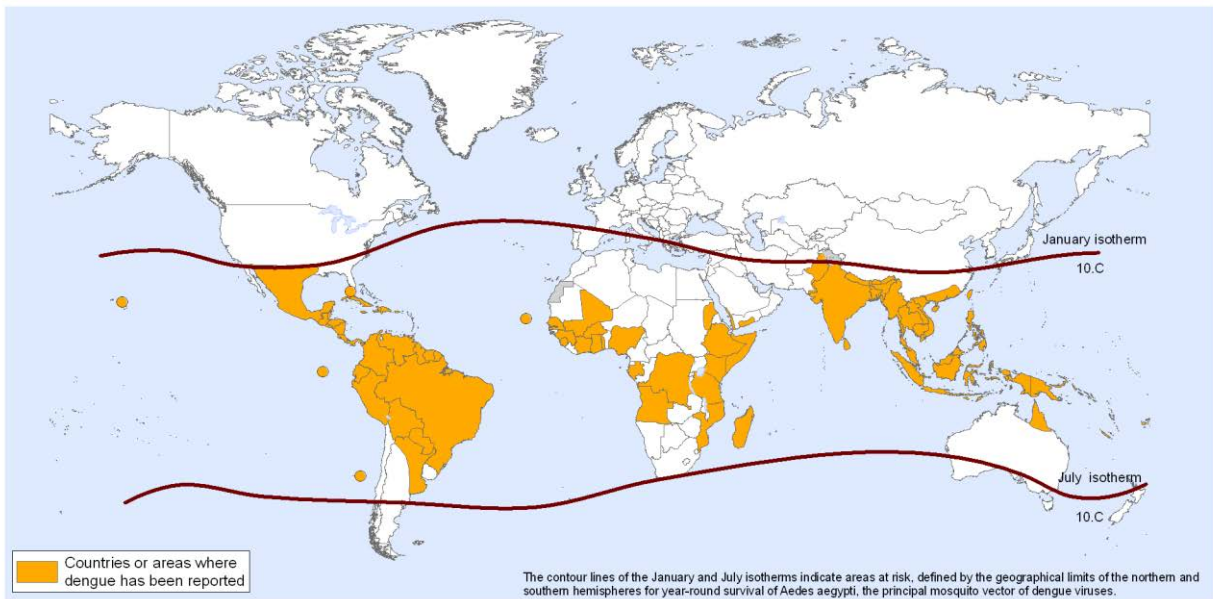 January isotherm
10.C
July isotherm
10.C
Countries or areas where
dengue has been reported
The contour lines of the January and July isotherms indicate areas at risk, defined by the geographical limits of the northern and
southern hemispheres for year-round survival of Aedes aegypti, the principal mosquito vector of dengue viruses.